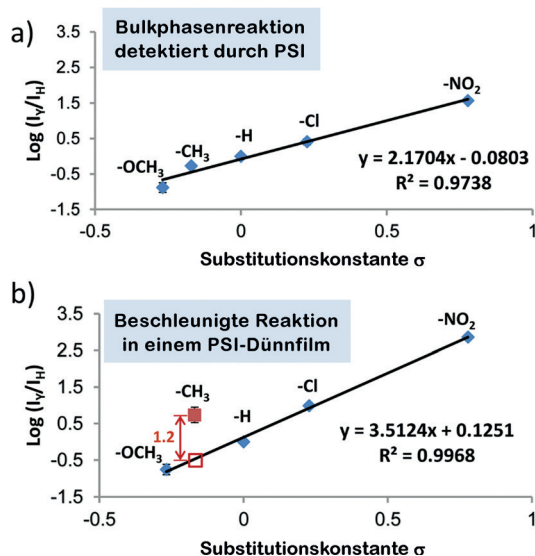 a)
Bulkphasenreaktion
detektiert durch PSI
Log (I_Y/I_H)
3.5
2.5
1.5
0.5
-0.5
-1.5
-OCH₃
-CH₃
-H
-Cl
-NO₂
y = 2.1704x - 0.0803
R² = 0.9738
-0.5
0
0.5
1
Substitutionskonstante σ
b)
Beschleunigte Reaktion
in einem PSI-Dünnfilm
Log (I_Y/I_H)
3.5
2.5
1.5
0.5
-0.5
-1.5
-CH₃
1.2
-OCH₃
-H
-Cl
-NO₂
y = 3.5124x + 0.1251
R² = 0.9968
-0.5
0
0.5
1
Substitutionskonstante σ